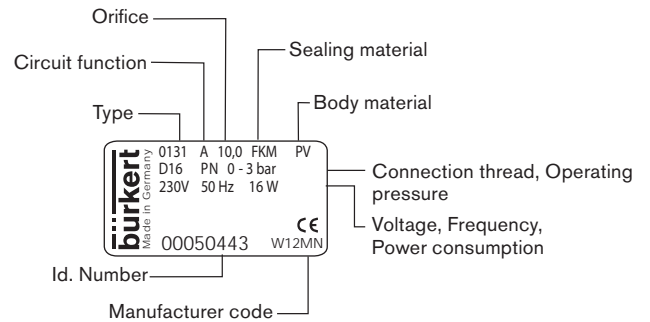 Orifice
Sealing material
Circuit function
Body material
Type
0131 A 10,0 FKM PV
D16 PN 0 - 3 bar
230V 50 Hz 16 W
bürkert
Made in Germany
CE
00050443 W12MN
Connection thread, Operating
pressure
Voltage, Frequency,
Power consumption
Id. Number
Manufacturer code